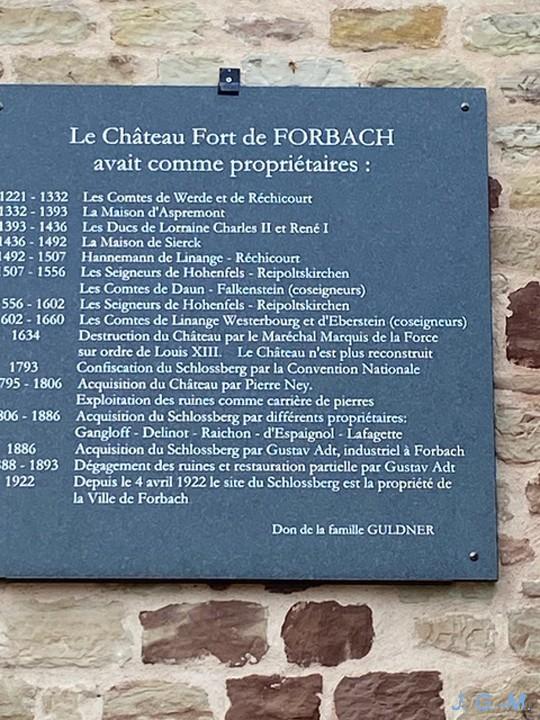 Le Château Fort de FORBACH
avait comme propriétaires :
1221 - 1332 Les Comtes de Werde et de Réchicourt
1332 - 1393 La Maison d'Aspremont
1393 - 1436 Les Ducs de Lorraine Charles II et René I
1436 - 1492 La Maison de Sierck
1492 - 1507 Hannemann de Linange - Réchicourt
1507 - 1556 Les Seigneurs de Hohenfels - Reipoltskirchen
Les Comtes de Daun - Falkenstein (coseigneurs)
556 - 1602 Les Seigneurs de Hohenfels - Reipoltskirchen
602 - 1660 Les Comtes de Linange Westerbourg et d'Eberstein (coseigneurs)
1634 Destruction du Château par le Maréchal Marquis de la Force
sur ordre de Louis XIII. Le Château n'est plus reconstruit
1793 Confiscation du Schlossberg par la Convention Nationale
795 - 1806 Acquisition du Château par Pierre Ney.
Exploitation des ruines comme carrière de pierres
806 - 1886 Acquisition du Schlossberg par différents propriétaires:
Gangloff - Delinot - Raichon - d'Espaignol - Lafagette
1886 Acquisition du Schlossberg par Gustav Adt, industriel à Forbach
888 - 1893 Dégagement des ruines et restauration partielle par Gustav Adt
1922 Depuis le 4 avril 1922 le site du Schlossberg est la propriété de
la Ville de Forbach
Don de la famille GULDNER
J. G. M.